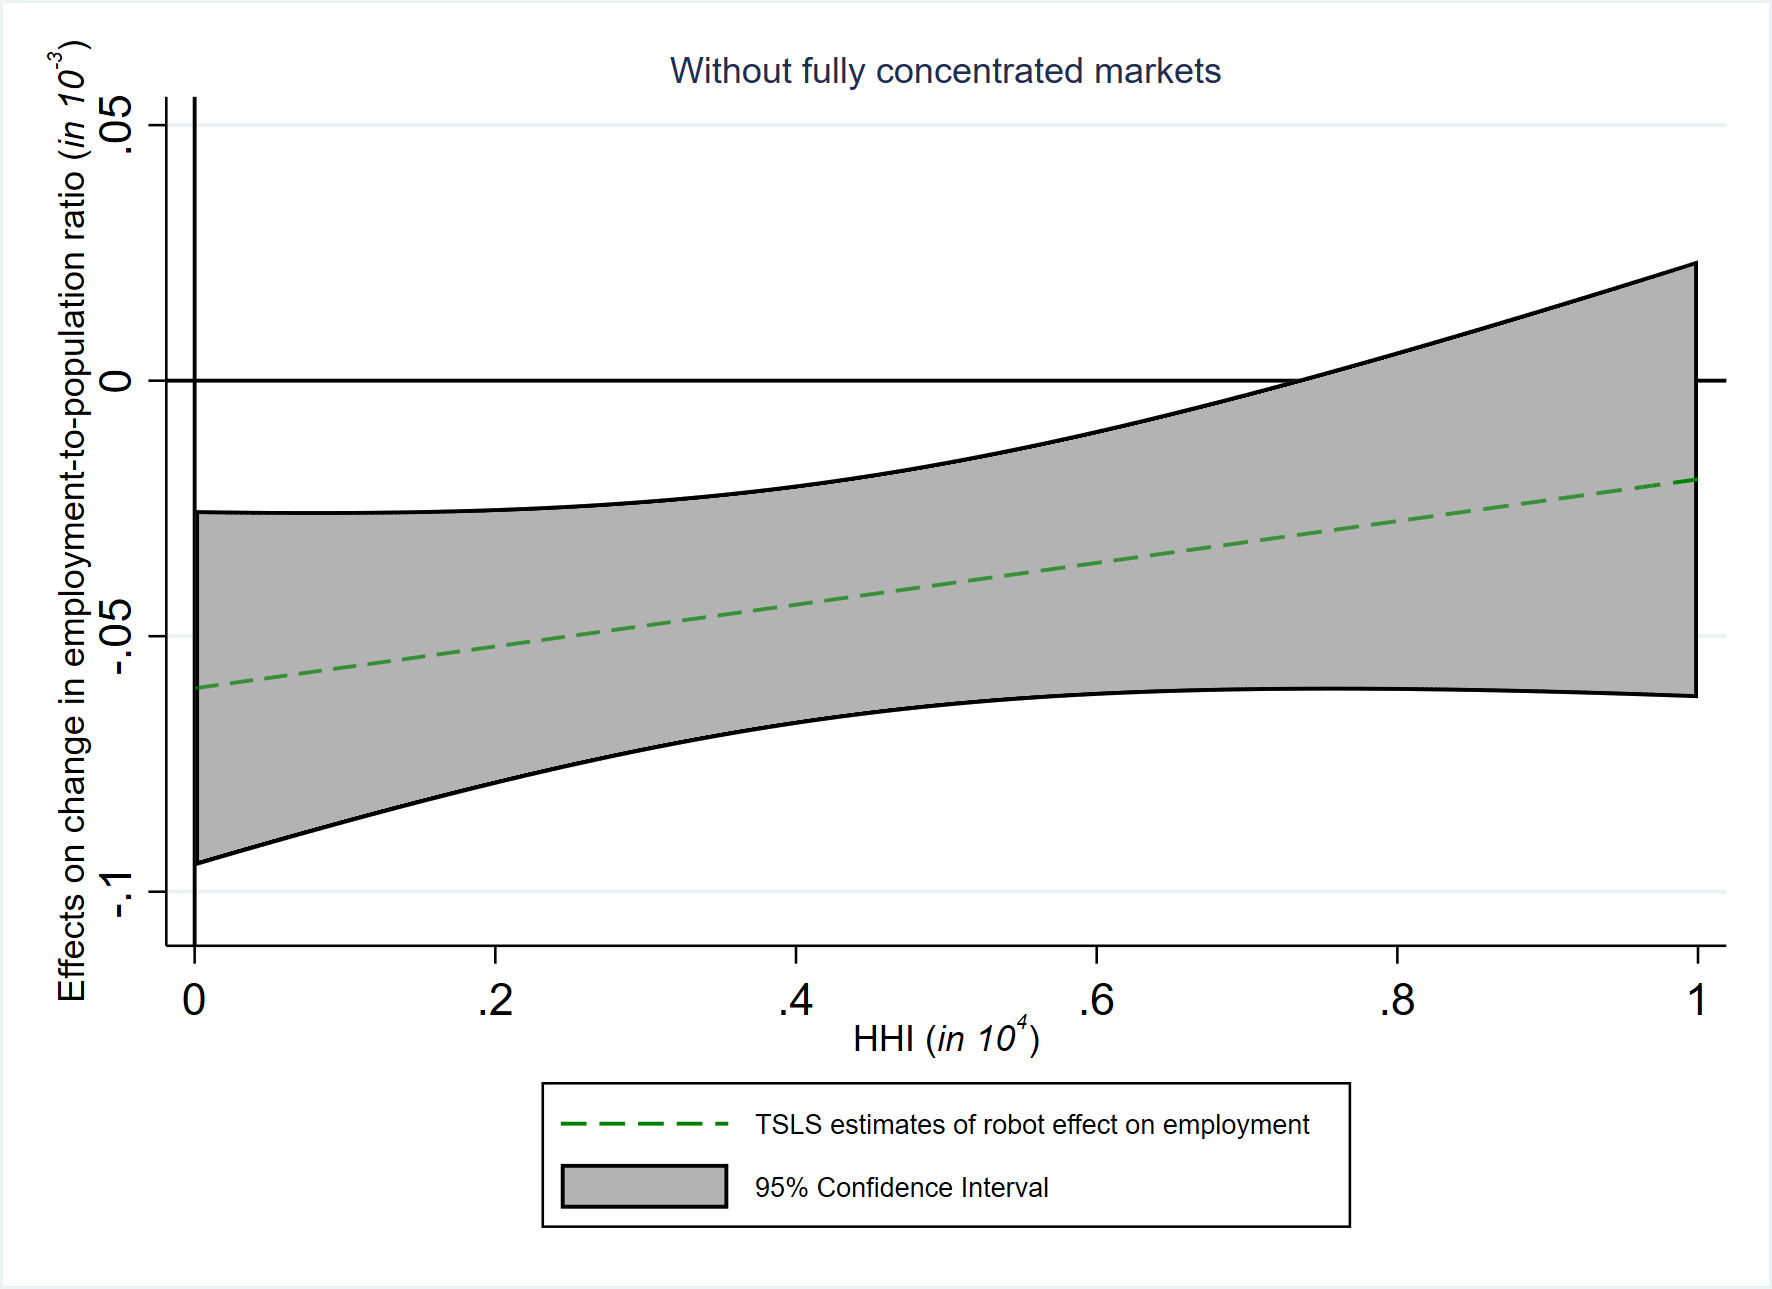 Without fully concentrated markets
Effects on change in employment-to-population ratio (in 10-3)
.05
0
-.05
-.1
0 .2 .4 .6 .8 1
HHI (in 104)
TSLS estimates of robot effect on employment
95% Confidence Interval